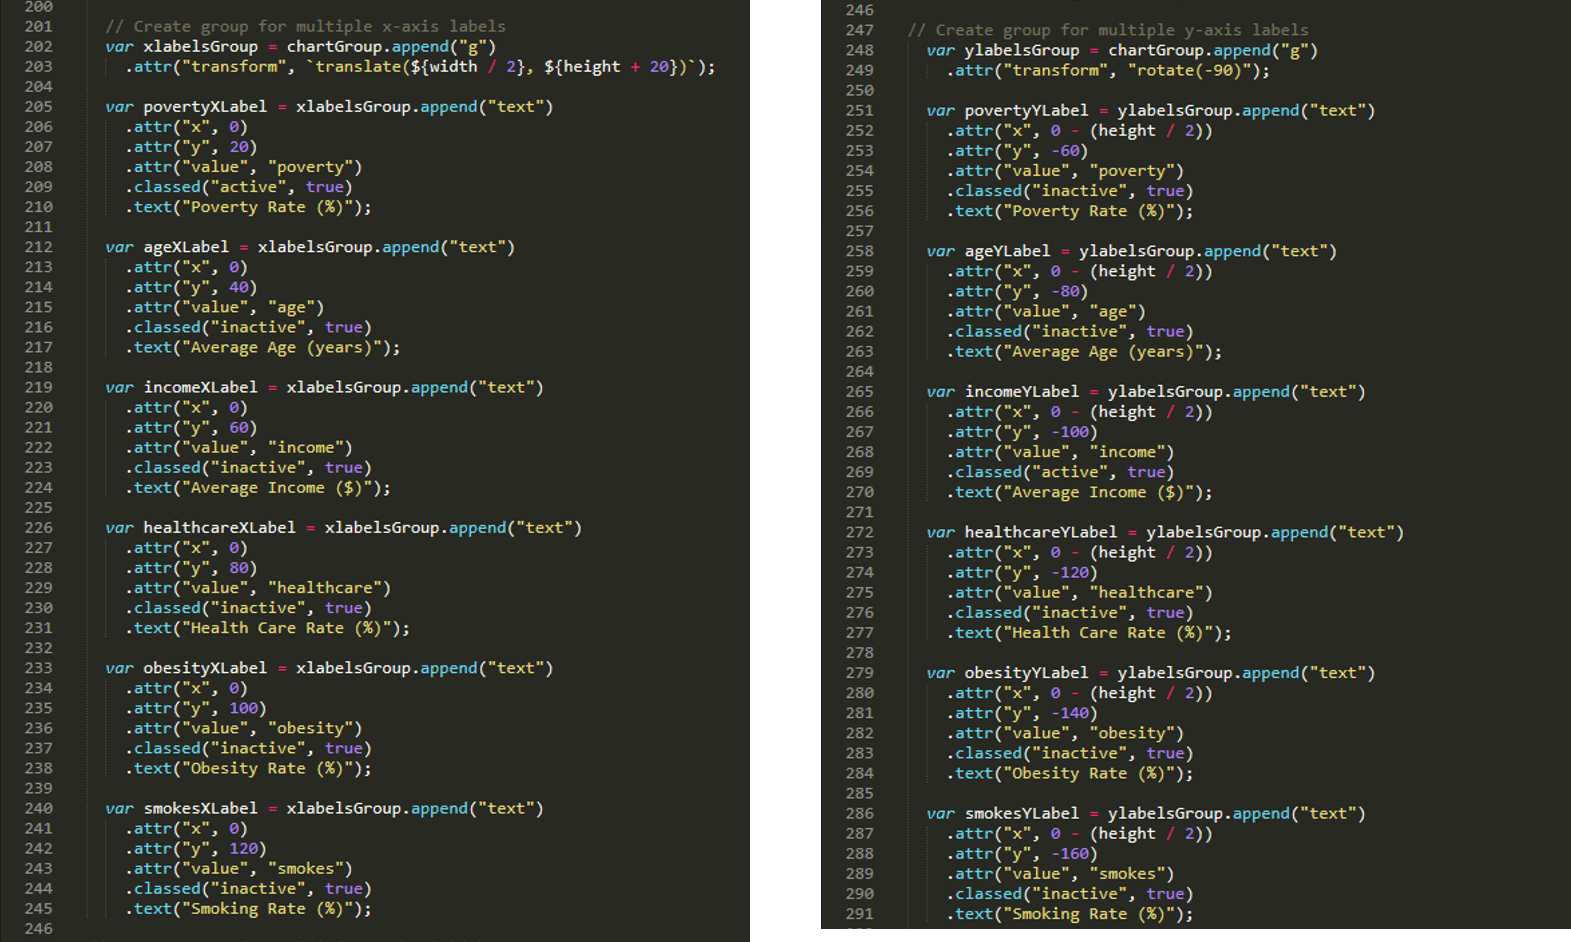 200
201 // Create group for multiple x-axis labels
202 var xlabelsGroup = chartGroup.append("g")
203 .attr("transform", `translate(${width / 2}, ${height + 20})`);
204
205 var povertyXLabel = xlabelsGroup.append("text")
206 .attr("x", 0)
207 .attr("y", 20)
208 .attr("value", "poverty")
209 .classed("active", true)
210 .text("Poverty Rate (%)");
211
212 var ageXLabel = xlabelsGroup.append("text")
213 .attr("x", 0)
214 .attr("y", 40)
215 .attr("value", "age")
216 .classed("inactive", true)
217 .text("Average Age (years)");
218
219 var incomeXLabel = xlabelsGroup.append("text")
220 .attr("x", 0)
221 .attr("y", 60)
222 .attr("value", "income")
223 .classed("inactive", true)
224 .text("Average Income ($)");
225
226 var healthcareXLabel = xlabelsGroup.append("text")
227 .attr("x", 0)
228 .attr("y", 80)
229 .attr("value", "healthcare")
230 .classed("inactive", true)
231 .text("Health Care Rate (%)");
232
233 var obesityXLabel = xlabelsGroup.append("text")
234 .attr("x", 0)
235 .attr("y", 100)
236 .attr("value", "obesity")
237 .classed("inactive", true)
238 .text("Obesity Rate (%)");
239
240 var smokesXLabel = xlabelsGroup.append("text")
241 .attr("x", 0)
242 .attr("y", 120)
243 .attr("value", "smokes")
244 .classed("inactive", true)
245 .text("Smoking Rate (%)");
246
246
247 // Create group for multiple y-axis labels
248 var ylabelsGroup = chartGroup.append("g")
249 .attr("transform", "rotate(-90)");
250
251 var povertyYLabel = ylabelsGroup.append("text")
252 .attr("x", 0 - (height / 2))
253 .attr("y", -60)
254 .attr("value", "poverty")
255 .classed("inactive", true)
256 .text("Poverty Rate (%)");
257
258 var ageYLabel = ylabelsGroup.append("text")
259 .attr("x", 0 - (height / 2))
260 .attr("y", -80)
261 .attr("value", "age")
262 .classed("inactive", true)
263 .text("Average Age (years)");
264
265 var incomeYLabel = ylabelsGroup.append("text")
266 .attr("x", 0 - (height / 2))
267 .attr("y", -100)
268 .attr("value", "income")
269 .classed("active", true)
270 .text("Average Income ($)");
271
272 var healthcareYLabel = ylabelsGroup.append("text")
273 .attr("x", 0 - (height / 2))
274 .attr("y", -120)
275 .attr("value", "healthcare")
276 .classed("inactive", true)
277 .text("Health Care Rate (%)");
278
279 var obesityYLabel = ylabelsGroup.append("text")
280 .attr("x", 0 - (height / 2))
281 .attr("y", -140)
282 .attr("value", "obesity")
283 .classed("inactive", true)
284 .text("Obesity Rate (%)");
285
286 var smokesYLabel = ylabelsGroup.append("text")
287 .attr("x", 0 - (height / 2))
288 .attr("y", -160)
289 .attr("value", "smokes")
290 .classed("inactive", true)
291 .text("Smoking Rate (%)");